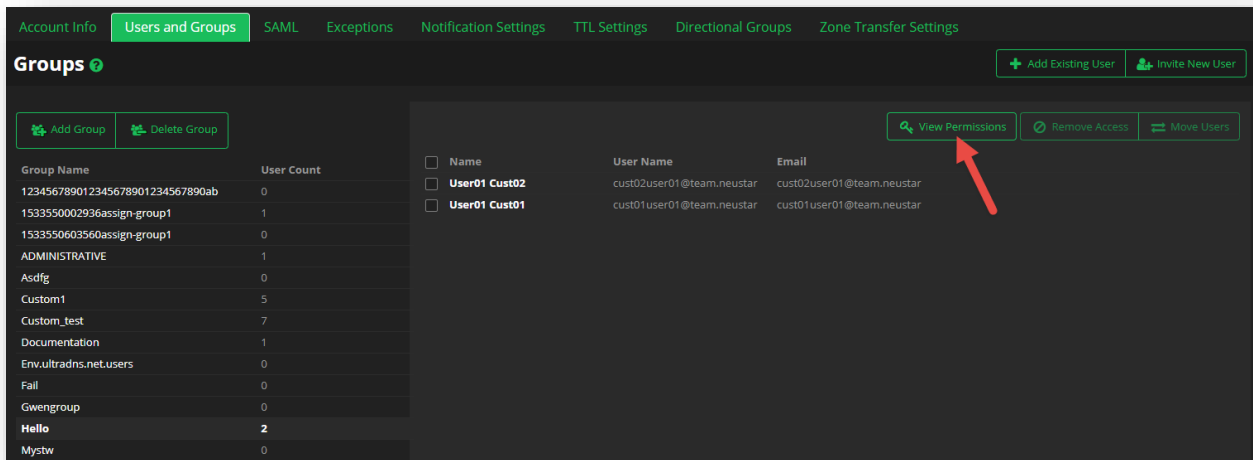 Account Info Users and Groups SAML Exceptions Notification Settings TTL Settings Directional Groups Zone Transfer Settings
Groups ?
Add Existing User Invite New User
Add Group Delete Group
View Permissions Remove Access Move Users
Group Name User Count
123456789012345678901234567890ab 0
1533550002936assign-group1 1
1533550603560assign-group1 0
ADMINISTRATIVE 1
Asdfg 0
Custom1 5
Custom_test 7
Documentation 1
Env.ultradns.net.users 0
Fail 0
Gwengroup 0
Hello 2
Mystw 0
Name User Name Email
User01 Cust02 cust02user01@team.neustar cust02user01@team.neustar
User01 Cust01 cust01user01@team.neustar cust01user01@team.neustar